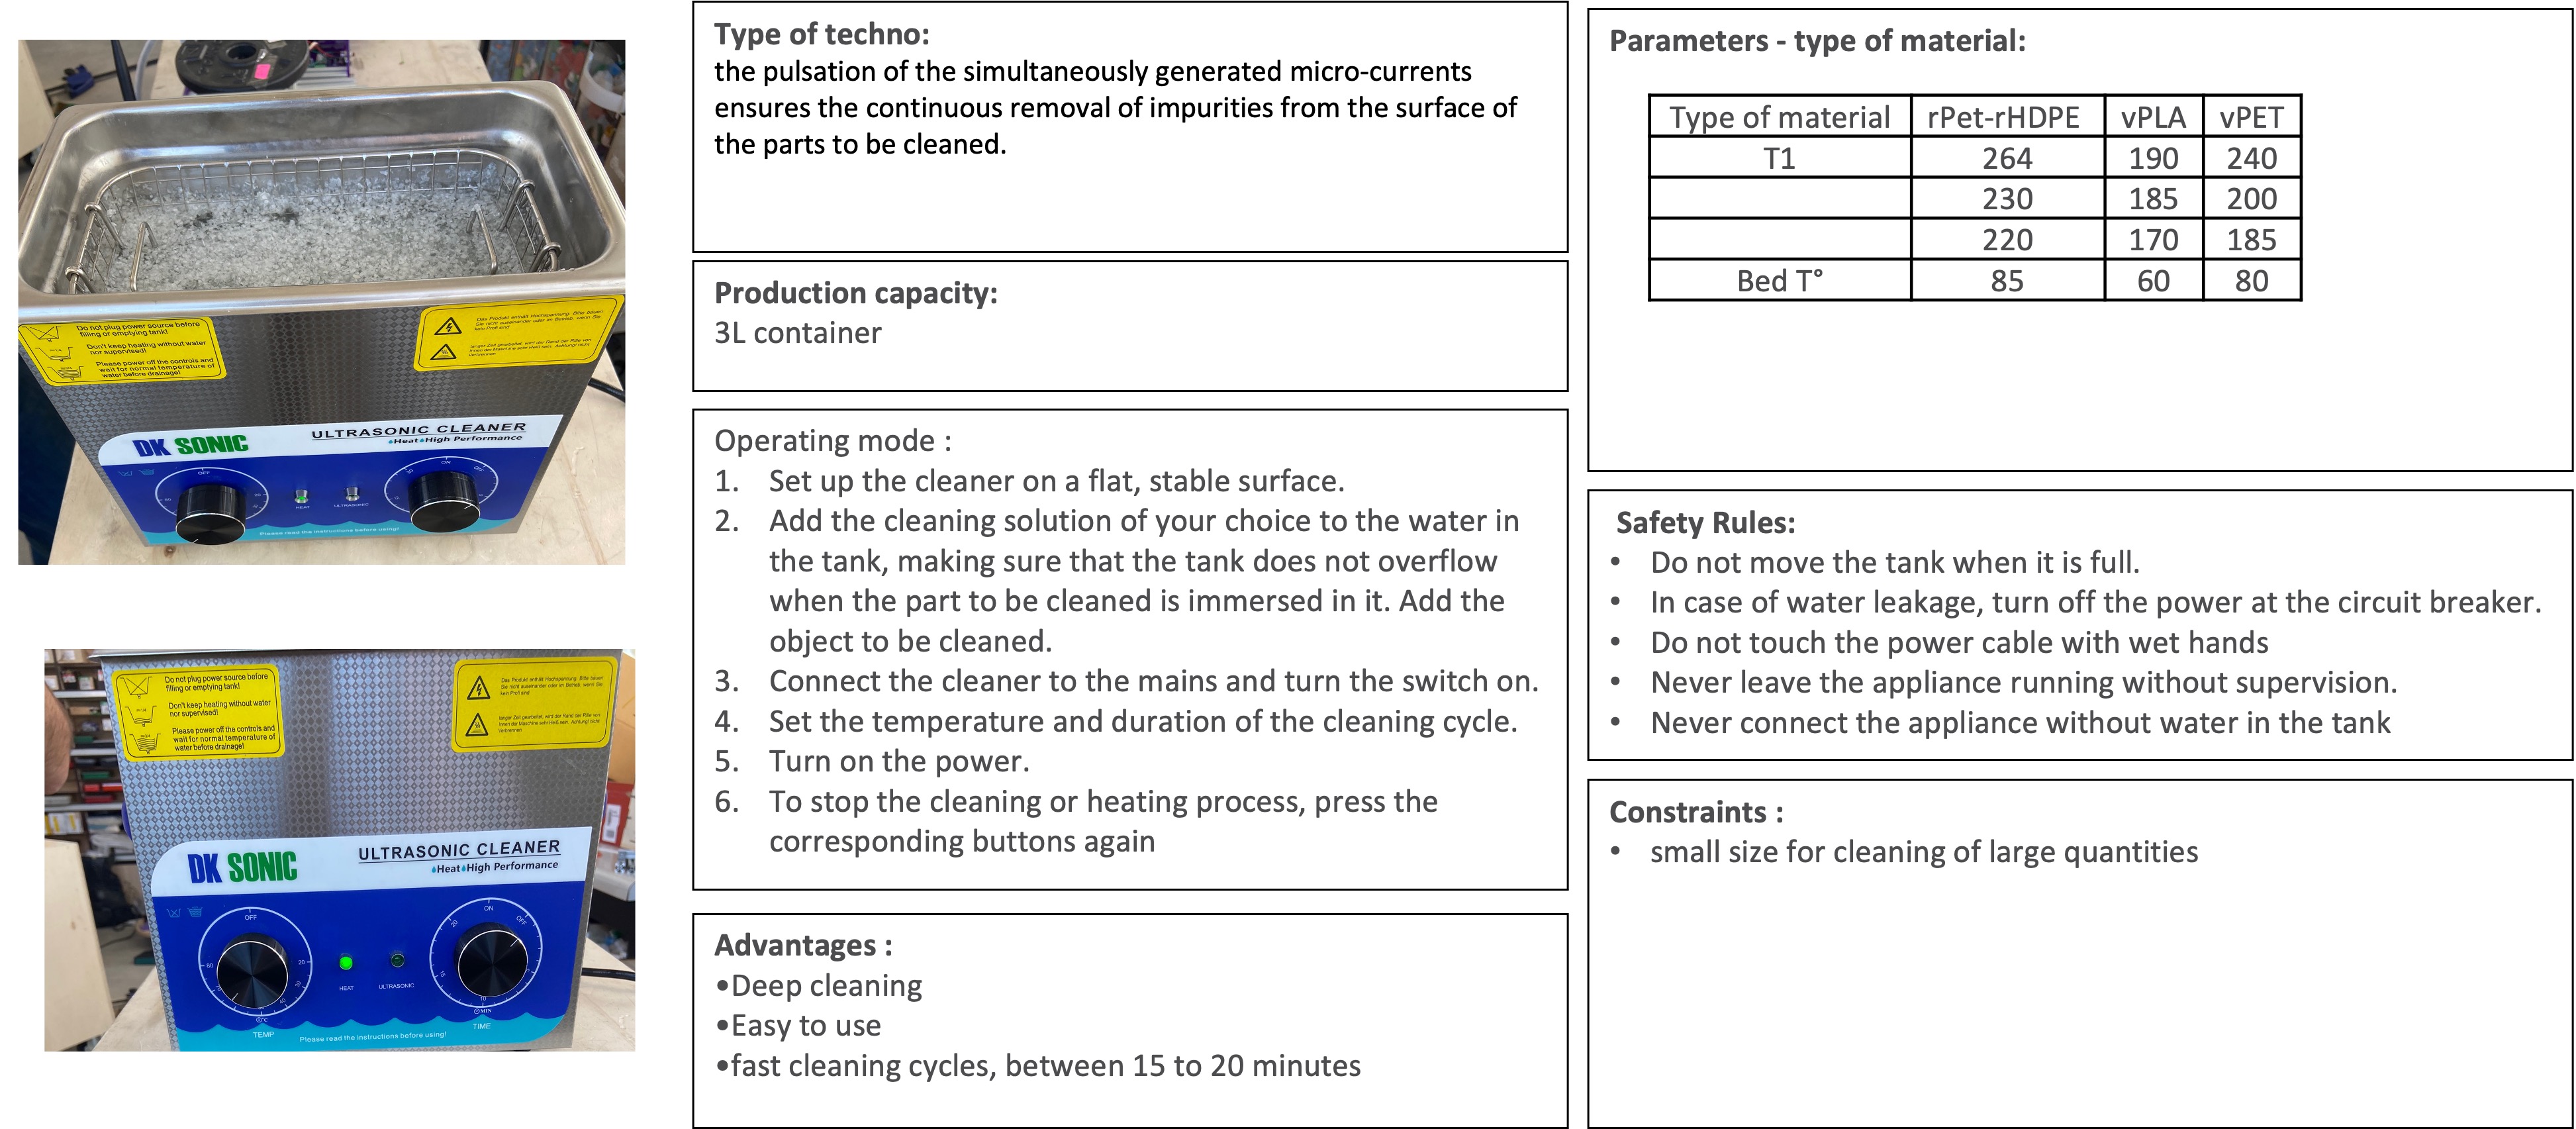 Do not plug power source before
filling or emptying tank!
Don't keep heating without water
nor supervised!
Please power off the controls and
wait for normal temperature of
water before drainage!
DK SONIC
ULTRASONIC CLEANER
Heat High Performance
OFF
ON
OFF
HEAT
ULTRASONIC
Please read the instructions before using!
Do not plug power source before
filling or emptying tank!
Don't keep heating without water
nor supervised!
Please power off the controls and
wait for normal temperature of
water before drainage!
DK SONIC
ULTRASONIC CLEANER
Heat High Performance
OFF
80
20
30
40
70
°C
TEMP
HEAT
ULTRASONIC
ON
OFF
20
15
10
MIN
TIME
Please read the instructions before using!
Type of techno:
the pulsation of the simultaneously generated micro-currents
ensures the continuous removal of impurities from the surface of
the parts to be cleaned.
Production capacity:
3L container
Operating mode :
1. Set up the cleaner on a flat, stable surface.
2. Add the cleaning solution of your choice to the water in
the tank, making sure that the tank does not overflow
when the part to be cleaned is immersed in it. Add the
object to be cleaned.
3. Connect the cleaner to the mains and turn the switch on.
4. Set the temperature and duration of the cleaning cycle.
5. Turn on the power.
6. To stop the cleaning or heating process, press the
corresponding buttons again
Advantages :
•Deep cleaning
•Easy to use
•fast cleaning cycles, between 15 to 20 minutes
Parameters - type of material:
Type of material rPet-rHDPE vPLA vPET
T1 264 190 240
230 185 200
220 170 185
Bed T° 85 60 80
Safety Rules:
• Do not move the tank when it is full.
• In case of water leakage, turn off the power at the circuit breaker.
• Do not touch the power cable with wet hands
• Never leave the appliance running without supervision.
• Never connect the appliance without water in the tank
Constraints :
• small size for cleaning of large quantities